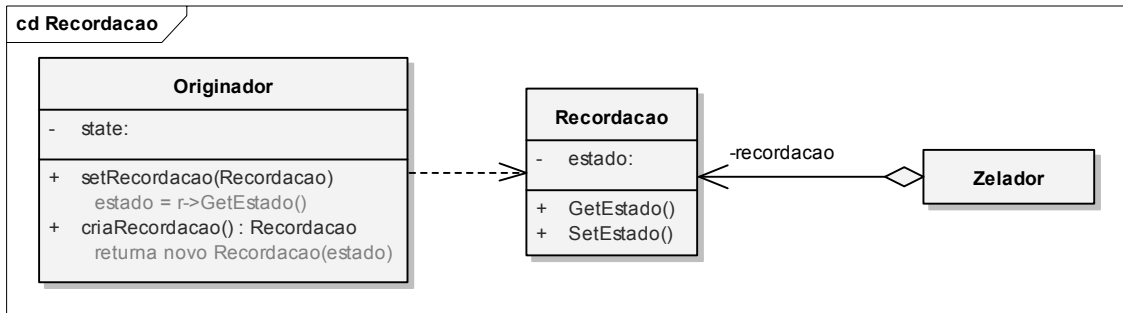 cd Recordacao
Originador
- state:
+ setRecordacao(Recordacao)
estado = r->GetEstado()
+ criaRecordacao() : Recordacao
returna novo Recordacao(estado)
Recordacao
- estado:
+ GetEstado()
+ SetEstado()
-recordacao
Zelador